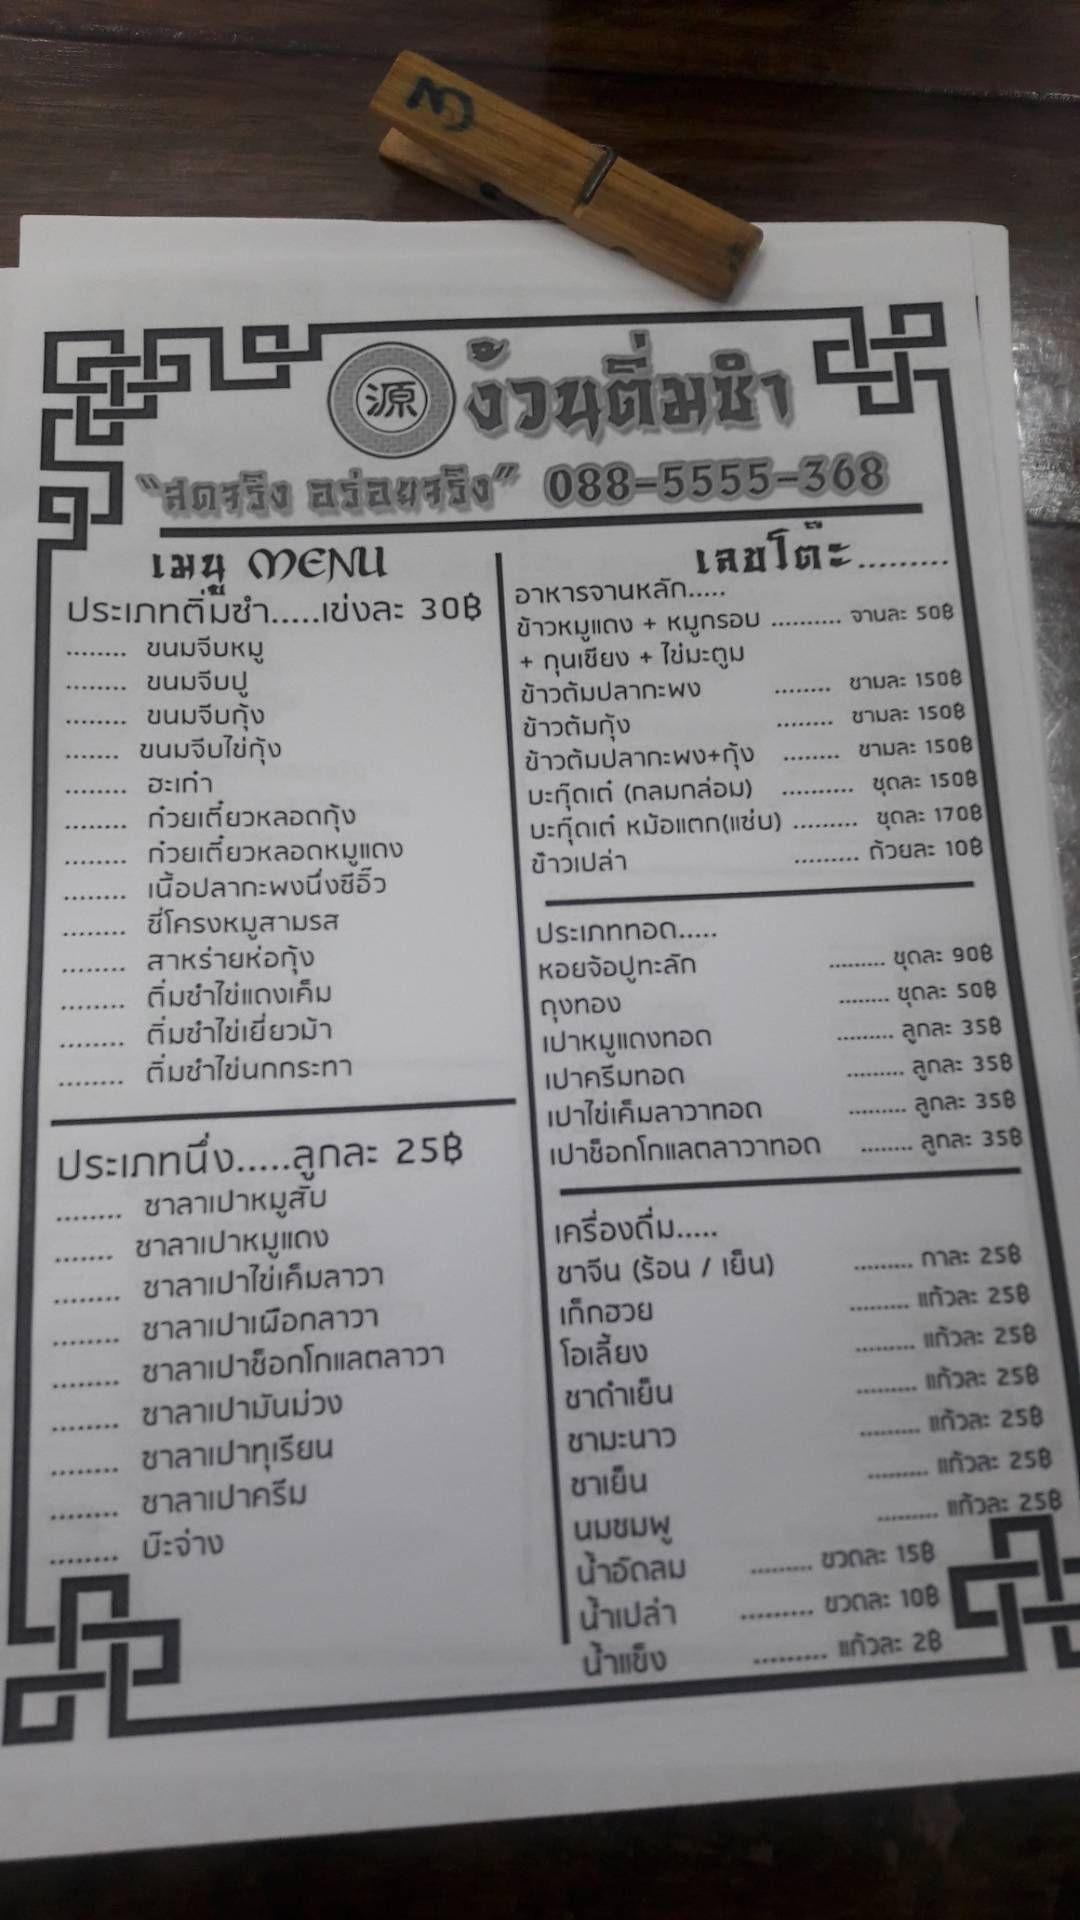 3
源 ง้วนติ่มซำ
"สดจริง อร่อยจริง" 088-5555-368
เมนู MENU
ประเภทติ่มซำ.....เข่งละ 30฿
........ ขนมจีบหมู
........ ขนมจีบปู
........ ขนมจีบกุ้ง
....... ขนมจีบไข่กุ้ง
........ ฮะเก๋า
........ ก๋วยเตี๋ยวหลอดกุ้ง
........ ก๋วยเตี๋ยวหลอดหมูแดง
........ เนื้อปลากะพงนึ่งซีอิ๊ว
........ ซี่โครงหมูสามรส
........ สาหร่ายห่อกุ้ง
........ ติ่มซำไข่แดงเค็ม
........ ติ่มซำไข่เยี่ยวม้า
........ ติ่มซำไข่นกกระทา
ประเภทนึ่ง.....ลูกละ 25฿
........ ซาลาเปาหมูสับ
....... ซาลาเปาหมูแดง
........ ซาลาเปาไข่เค็มลาวา
........ ซาลาเปาเผือกลาวา
........ ซาลาเปาช็อกโกแลตลาวา
........ ซาลาเปามันม่วง
........ ซาลาเปาทุเรียน
........ ซาลาเปาครีม
........ บ๊ะจ่าง
เลขโต๊ะ.........
อาหารจานหลัก.....
ข้าวหมูแดง + หมูกรอบ .......... จานละ 50฿
+ กุนเชียง + ไข่มะตูม
ข้าวต้มปลากะพง ........ ชามละ 150฿
ข้าวต้มกุ้ง ........ ชามละ 150฿
ข้าวต้มปลากะพง+กุ้ง ........ ชามละ 150฿
บะกุ๊ดเต๋ (กลมกล่อม) .......... ชุดละ 150฿
บะกุ๊ดเต๋ หม้อแตก(แซ่บ) ......... ชุดละ 170฿
ข้าวเปล่า ......... ถ้วยละ 10฿
ประเภททอด.....
หอยจ้อปูทะลัก ........ ชุดละ 90฿
ถุงทอง ....... ชุดละ 50฿
เปาหมูแดงทอด ........ ลูกละ 35฿
เปาครีมทอด ........ ลูกละ 35฿
เปาไข่เค็มลาวาทอด ........ ลูกละ 35฿
เปาช็อกโกแลตลาวาทอด ....... ลูกละ 35฿
เครื่องดื่ม.....
ชาจีน (ร้อน / เย็น) ........ กาละ 25฿
เก็กฮวย ........ แก้วละ 25฿
โอเลี้ยง ........ แก้วละ 25฿
ชาดำเย็น ........ แก้วละ 25฿
ชามะนาว ........ แก้วละ 25฿
ชาเย็น ........ แก้วละ 25฿
นมชมพู ........ แก้วละ 25฿
น้ำอัดลม ........ ขวดละ 15฿
น้ำเปล่า ......... ขวดละ 10฿
น้ำแข็ง ......... แก้วละ 2฿